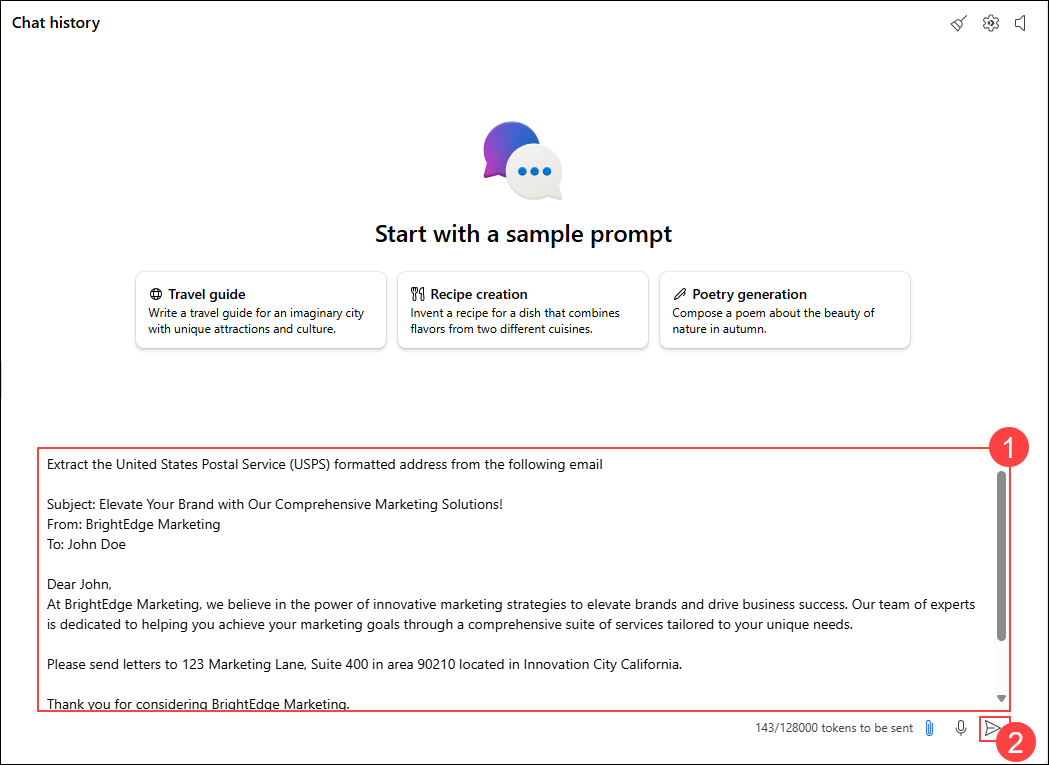 Chat history
Start with a sample prompt
Travel guide
Write a travel guide for an imaginary city
with unique attractions and culture.
Recipe creation
Invent a recipe for a dish that combines
flavors from two different cuisines.
Poetry generation
Compose a poem about the beauty of
nature in autumn.
1
Extract the United States Postal Service (USPS) formatted address from the following email
Subject: Elevate Your Brand with Our Comprehensive Marketing Solutions!
From: BrightEdge Marketing
To: John Doe
Dear John,
At BrightEdge Marketing, we believe in the power of innovative marketing strategies to elevate brands and drive business success. Our team of experts
is dedicated to helping you achieve your marketing goals through a comprehensive suite of services tailored to your unique needs.
Please send letters to 123 Marketing Lane, Suite 400 in area 90210 located in Innovation City California.
Thank you for considering BrightEdge Marketing.
143/128000 tokens to be sent
2